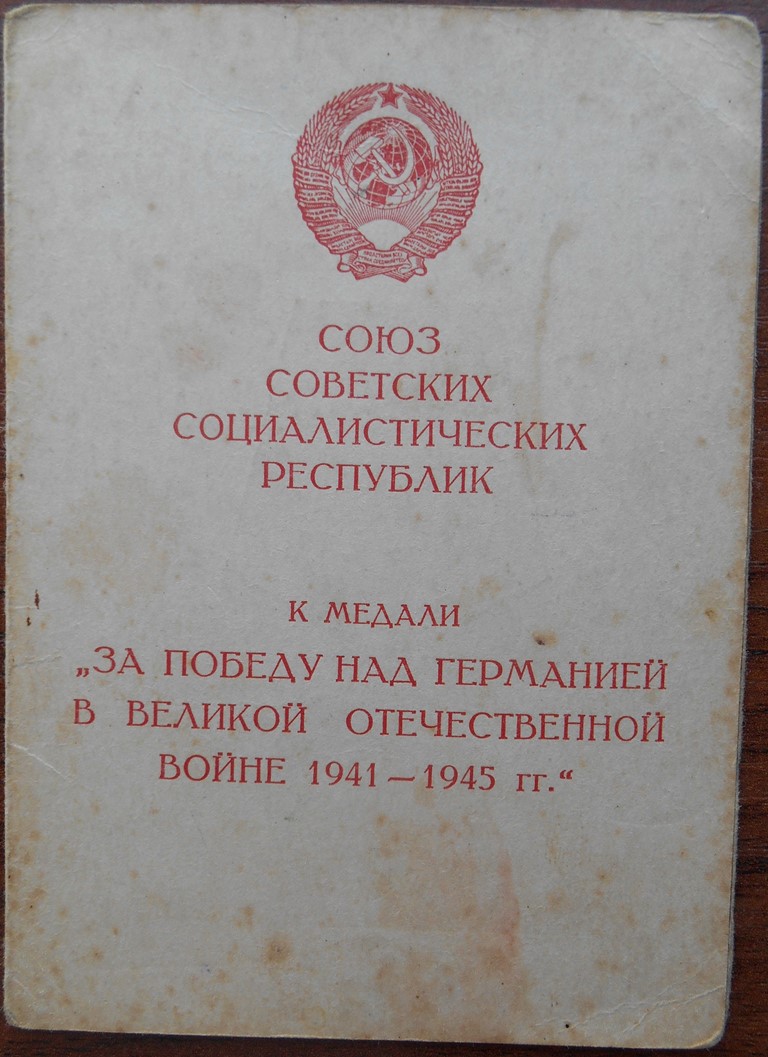 СОЮЗ
СОВЕТСКИХ
СОЦИАЛИСТИЧЕСКИХ
РЕСПУБЛИК
К МЕДАЛИ
„ЗА ПОБЕДУ НАД ГЕРМАНИЕЙ
В ВЕЛИКОЙ ОТЕЧЕСТВЕННОЙ
ВОЙНЕ 1941—1945 гг.“